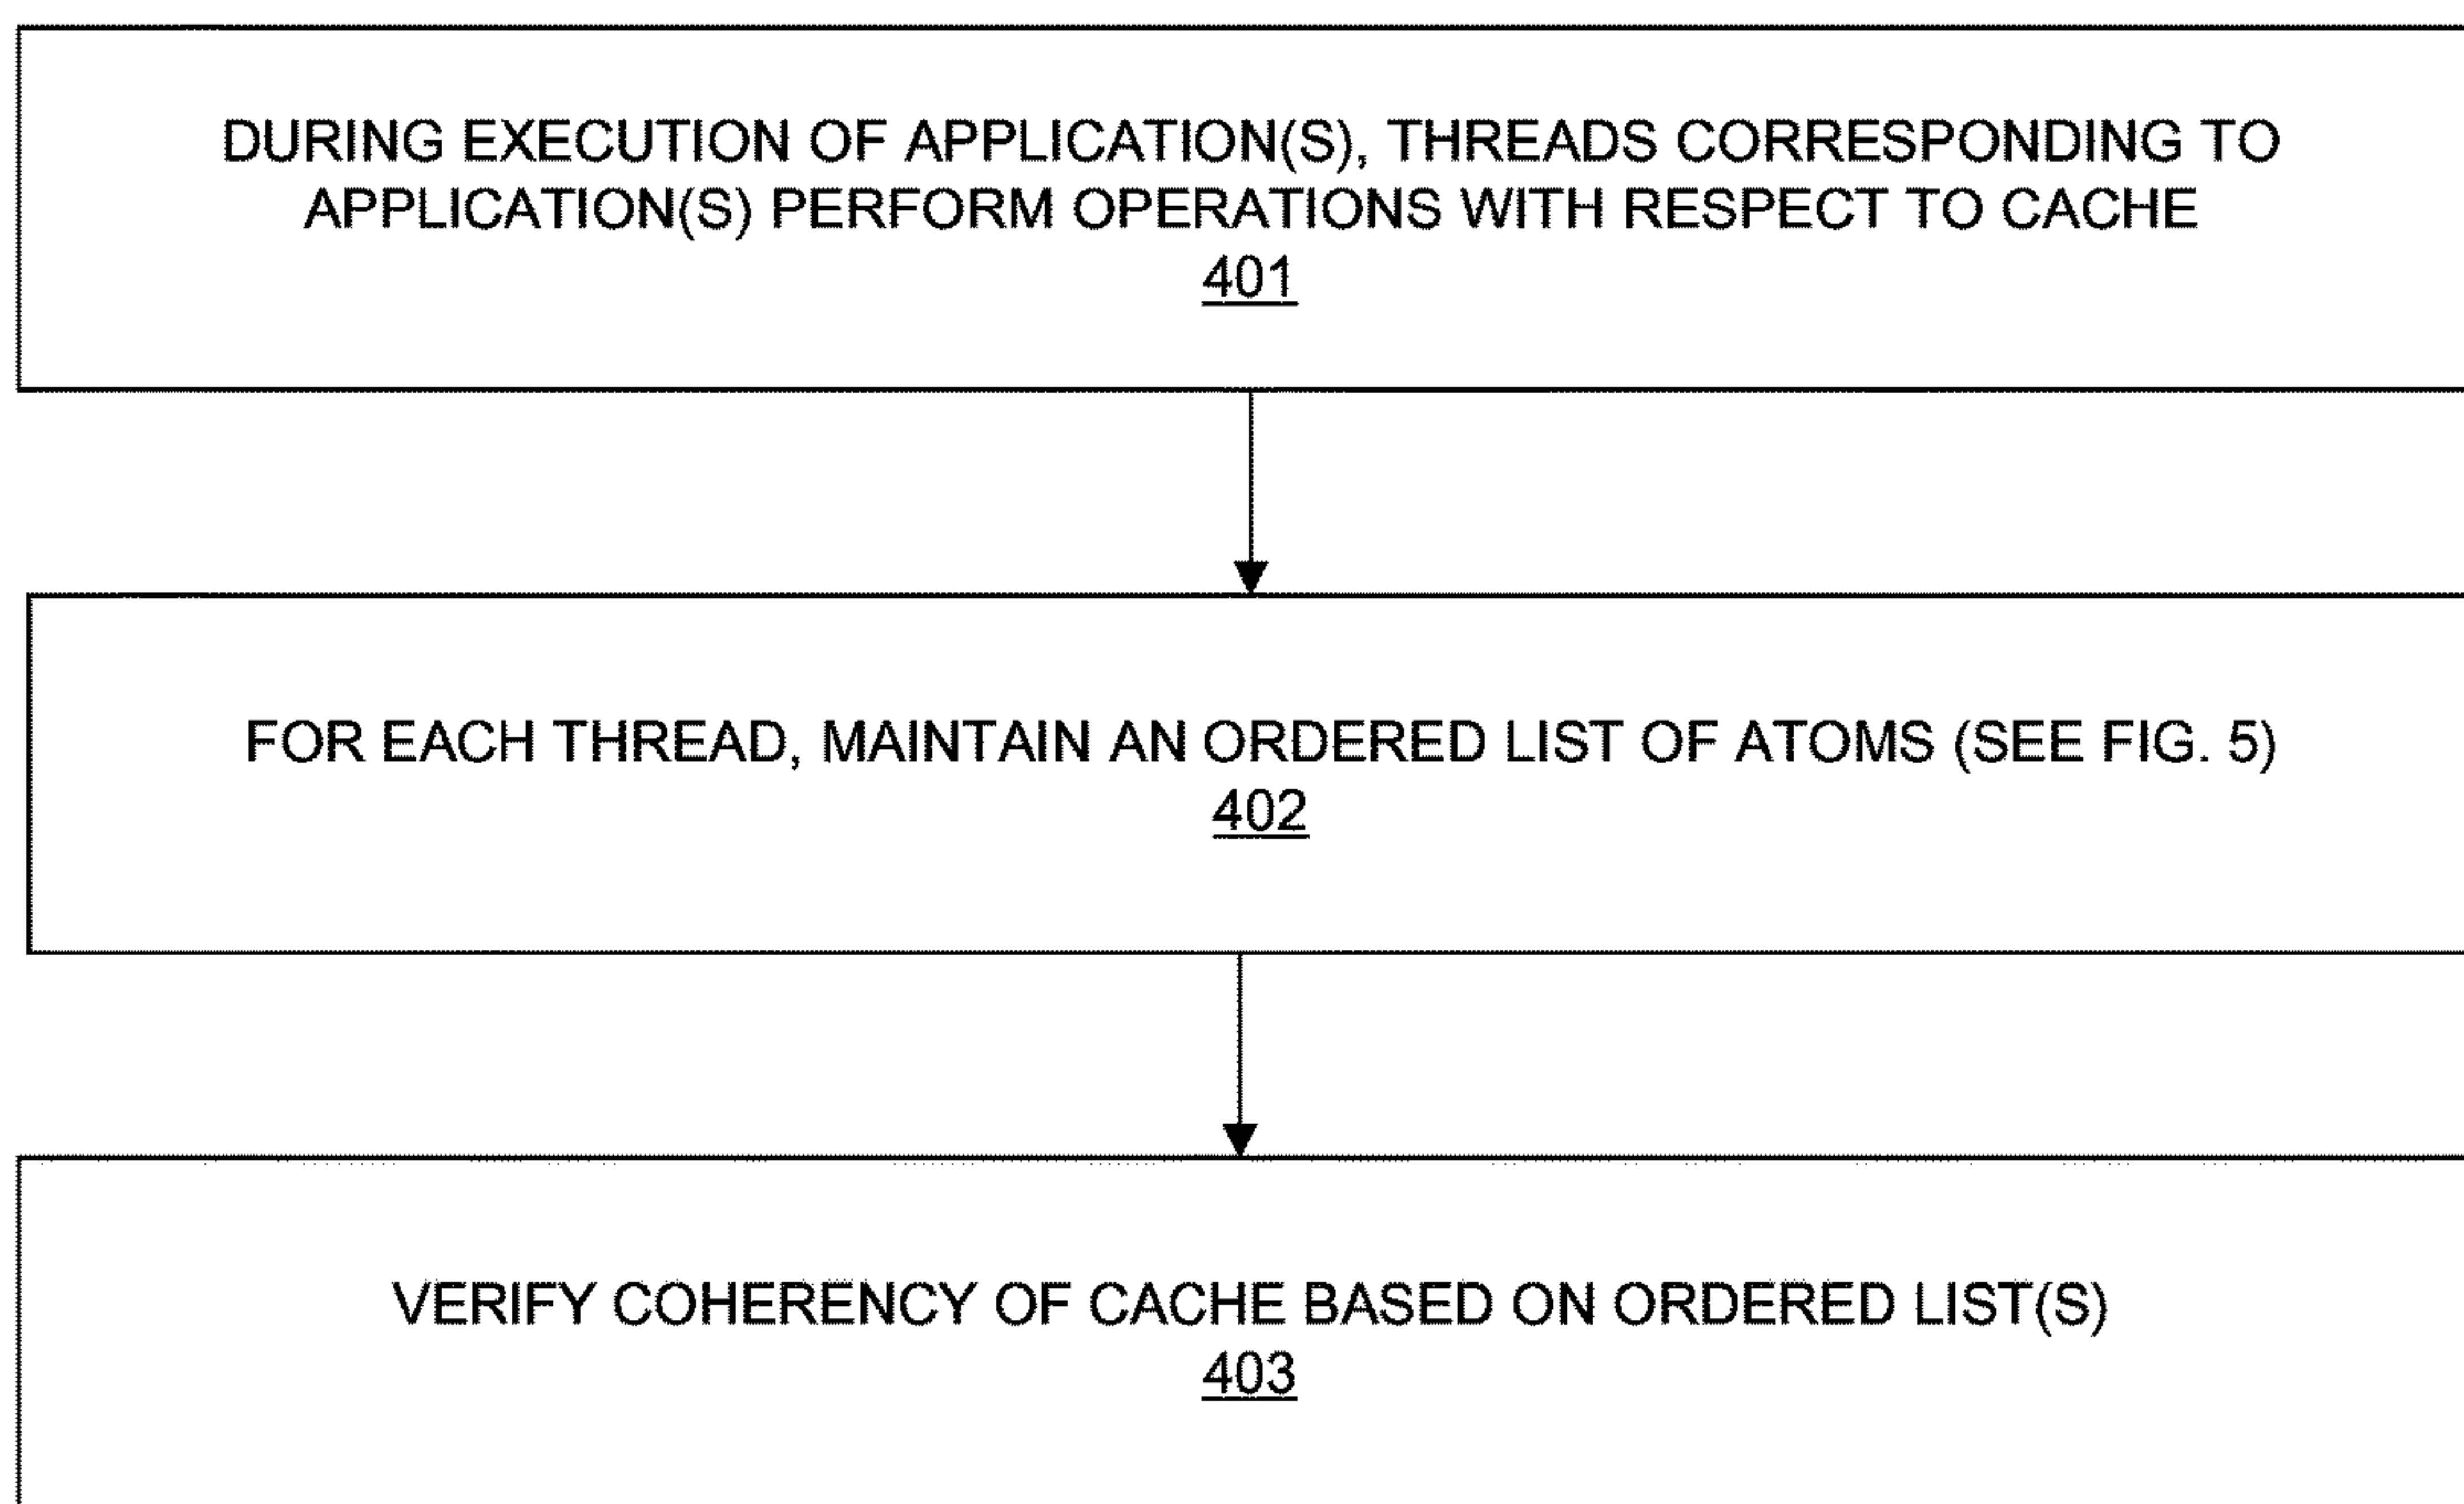 DURING EXECUTION OF APPLICATION(S), THREADS CORRESPONDING TO
APPLICATION(S) PERFORM OPERATIONS WITH RESPECT TO CACHE
401
FOR EACH THREAD, MAINTAIN AN ORDERED LIST OF ATOMS (SEE FIG. 5)
402
VERIFY COHERENCY OF CACHE BASED ON ORDERED LIST(S)
403